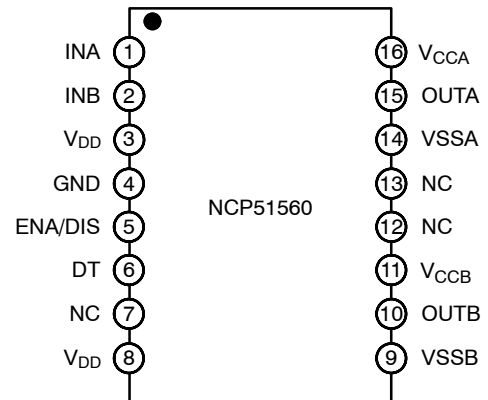 INA 1 16 VCCA
INB 2 15 OUTA
VDD 3 14 VSSA
GND 4 13 NC
NCP51560
ENA/DIS 5 12 NC
DT 6 11 VCCB
NC 7 10 OUTB
VDD 8 9 VSSB